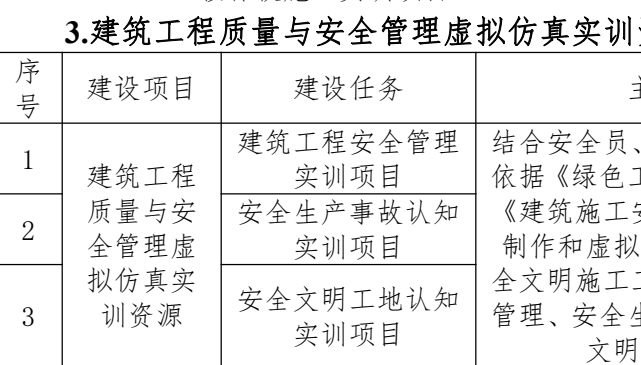 3.建筑工程质量与安全管理虚拟仿真实训
序号 建设项目 建设任务
1
建筑工程质量与安全管理虚拟仿真实训资源
建筑工程安全管理
实训项目
2
安全生产事故认知
实训项目
3
安全文明工地认知
实训项目
结合安全员、
依据《绿色
《建筑施工安
制作和虚拟
全文明施工
管理、安全生
文明